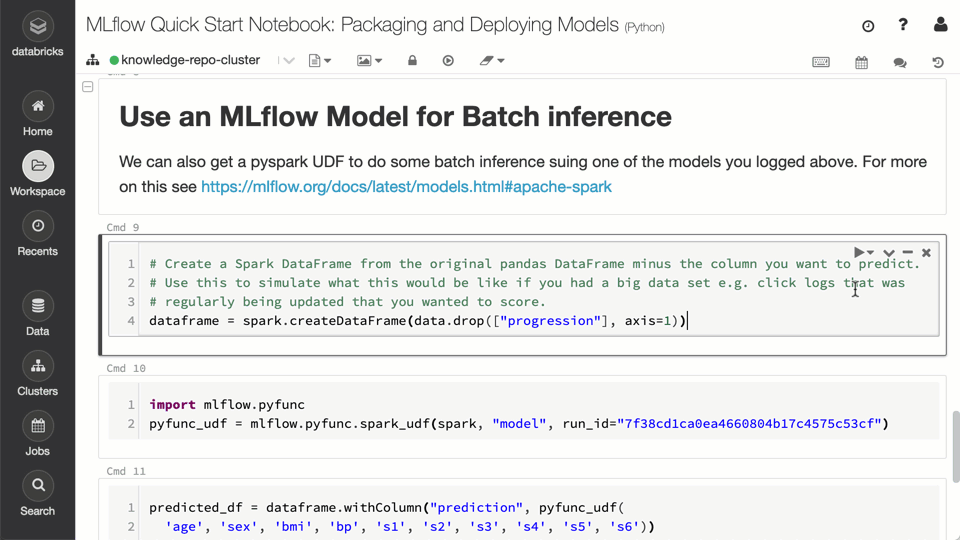 MLflow Quick Start Notebook: Packaging and Deploying Models (Python)
databricks
knowledge-repo-cluster
Home
Workspace
Recents
Data
Clusters
Jobs
Search
Use an MLflow Model for Batch inference
We can also get a pyspark UDF to do some batch inference suing one of the models you logged above. For more
on this see https://mlflow.org/docs/latest/models.html#apache-spark
Cmd 9
1 # Create a Spark DataFrame from the original pandas DataFrame minus the column you want to predict.
2 # Use this to simulate what this would be like if you had a big data set e.g. click logs that was
3 # regularly being updated that you wanted to score.
4 dataframe = spark.createDataFrame(data.drop(["progression"], axis=1))
Cmd 10
1 import mlflow.pyfunc
2 pyfunc_udf = mlflow.pyfunc.spark_udf(spark, "model", run_id="7f38cd1ca0ea4660804b17c4575c53cf")
Cmd 11
1 predicted_df = dataframe.withColumn("prediction", pyfunc_udf(
2 'age', 'sex', 'bmi', 'bp', 's1', 's2', 's3', 's4', 's5', 's6'))